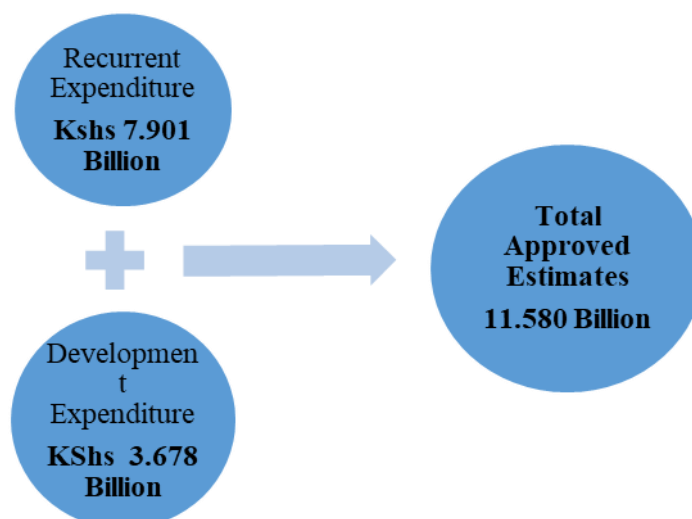 Recurrent
Expenditure
Kshs 7.901
Billion
Developmen
t
Expenditure
KShs  3.678
Billion
Total
Approved
Estimates
11.580 Billion